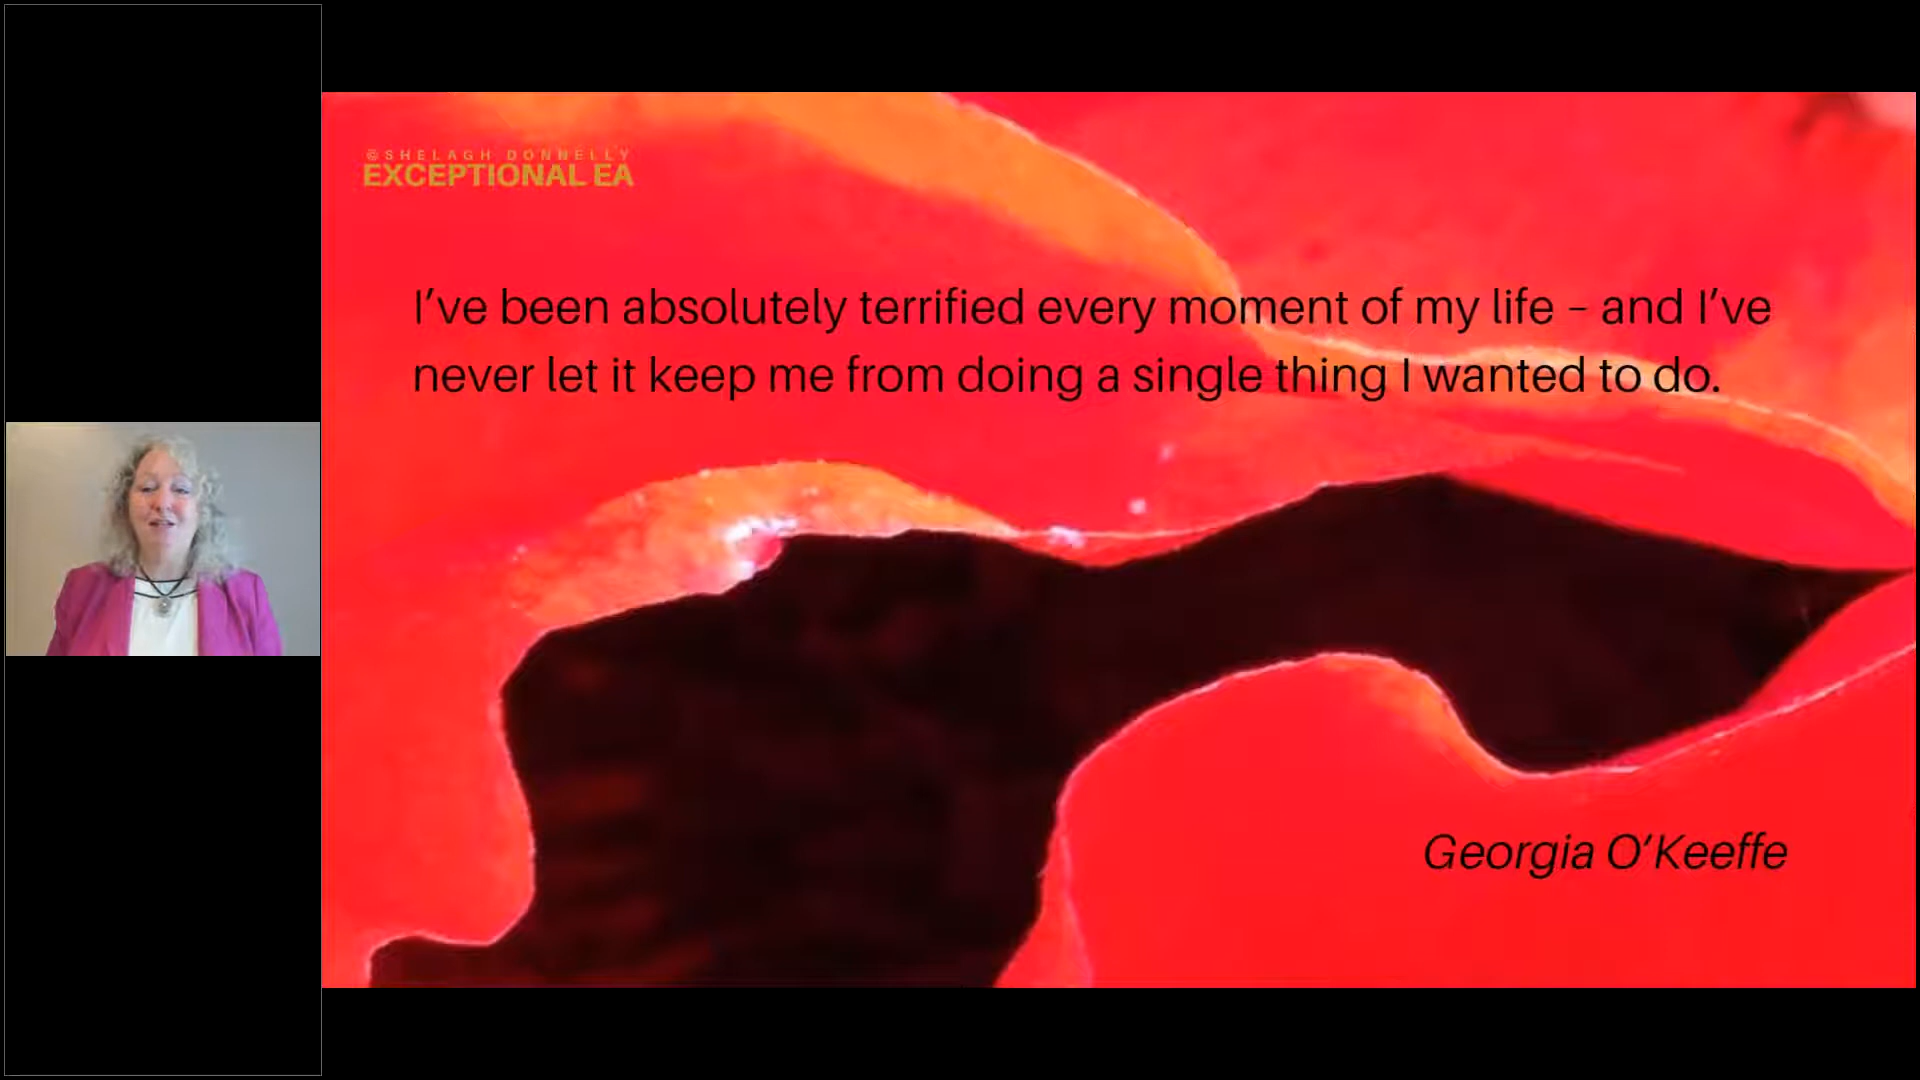 ©SHELAGH DONNELLY
EXCEPTIONAL EA
I’ve been absolutely terrified every moment of my life – and I’ve
never let it keep me from doing a single thing I wanted to do.
Georgia O‘Keeffe